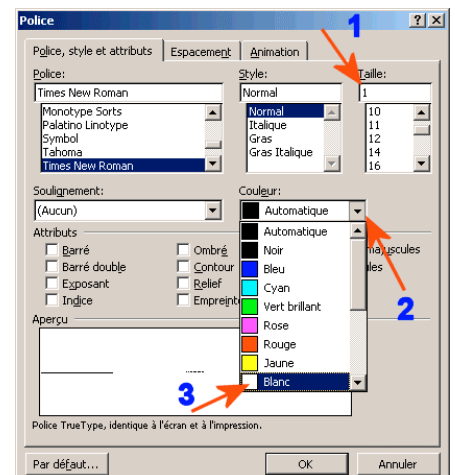 Police
1
Police, style et attributs Espacement Animation
Police: Style: Taille:
Times New Roman Normal 1
Monotype Sorts Normal 10
Palatino Linotype Italique 11
Symbol Gras 12
Tahoma Gras Italique 14
Times New Roman 16
Soulignement: Couleur:
(Aucun) Automatique
Attributs Automatique
Barré Ombré Noir majuscules
Barré double Contour Bleu
Exposant Relief Cyan 2
Indice Vert brillant
Aperçu Rose
Rouge
Jaune
3 Blanc
Police TrueType, identique à l'écran et à l'impression.
Par défaut... OK Annuler